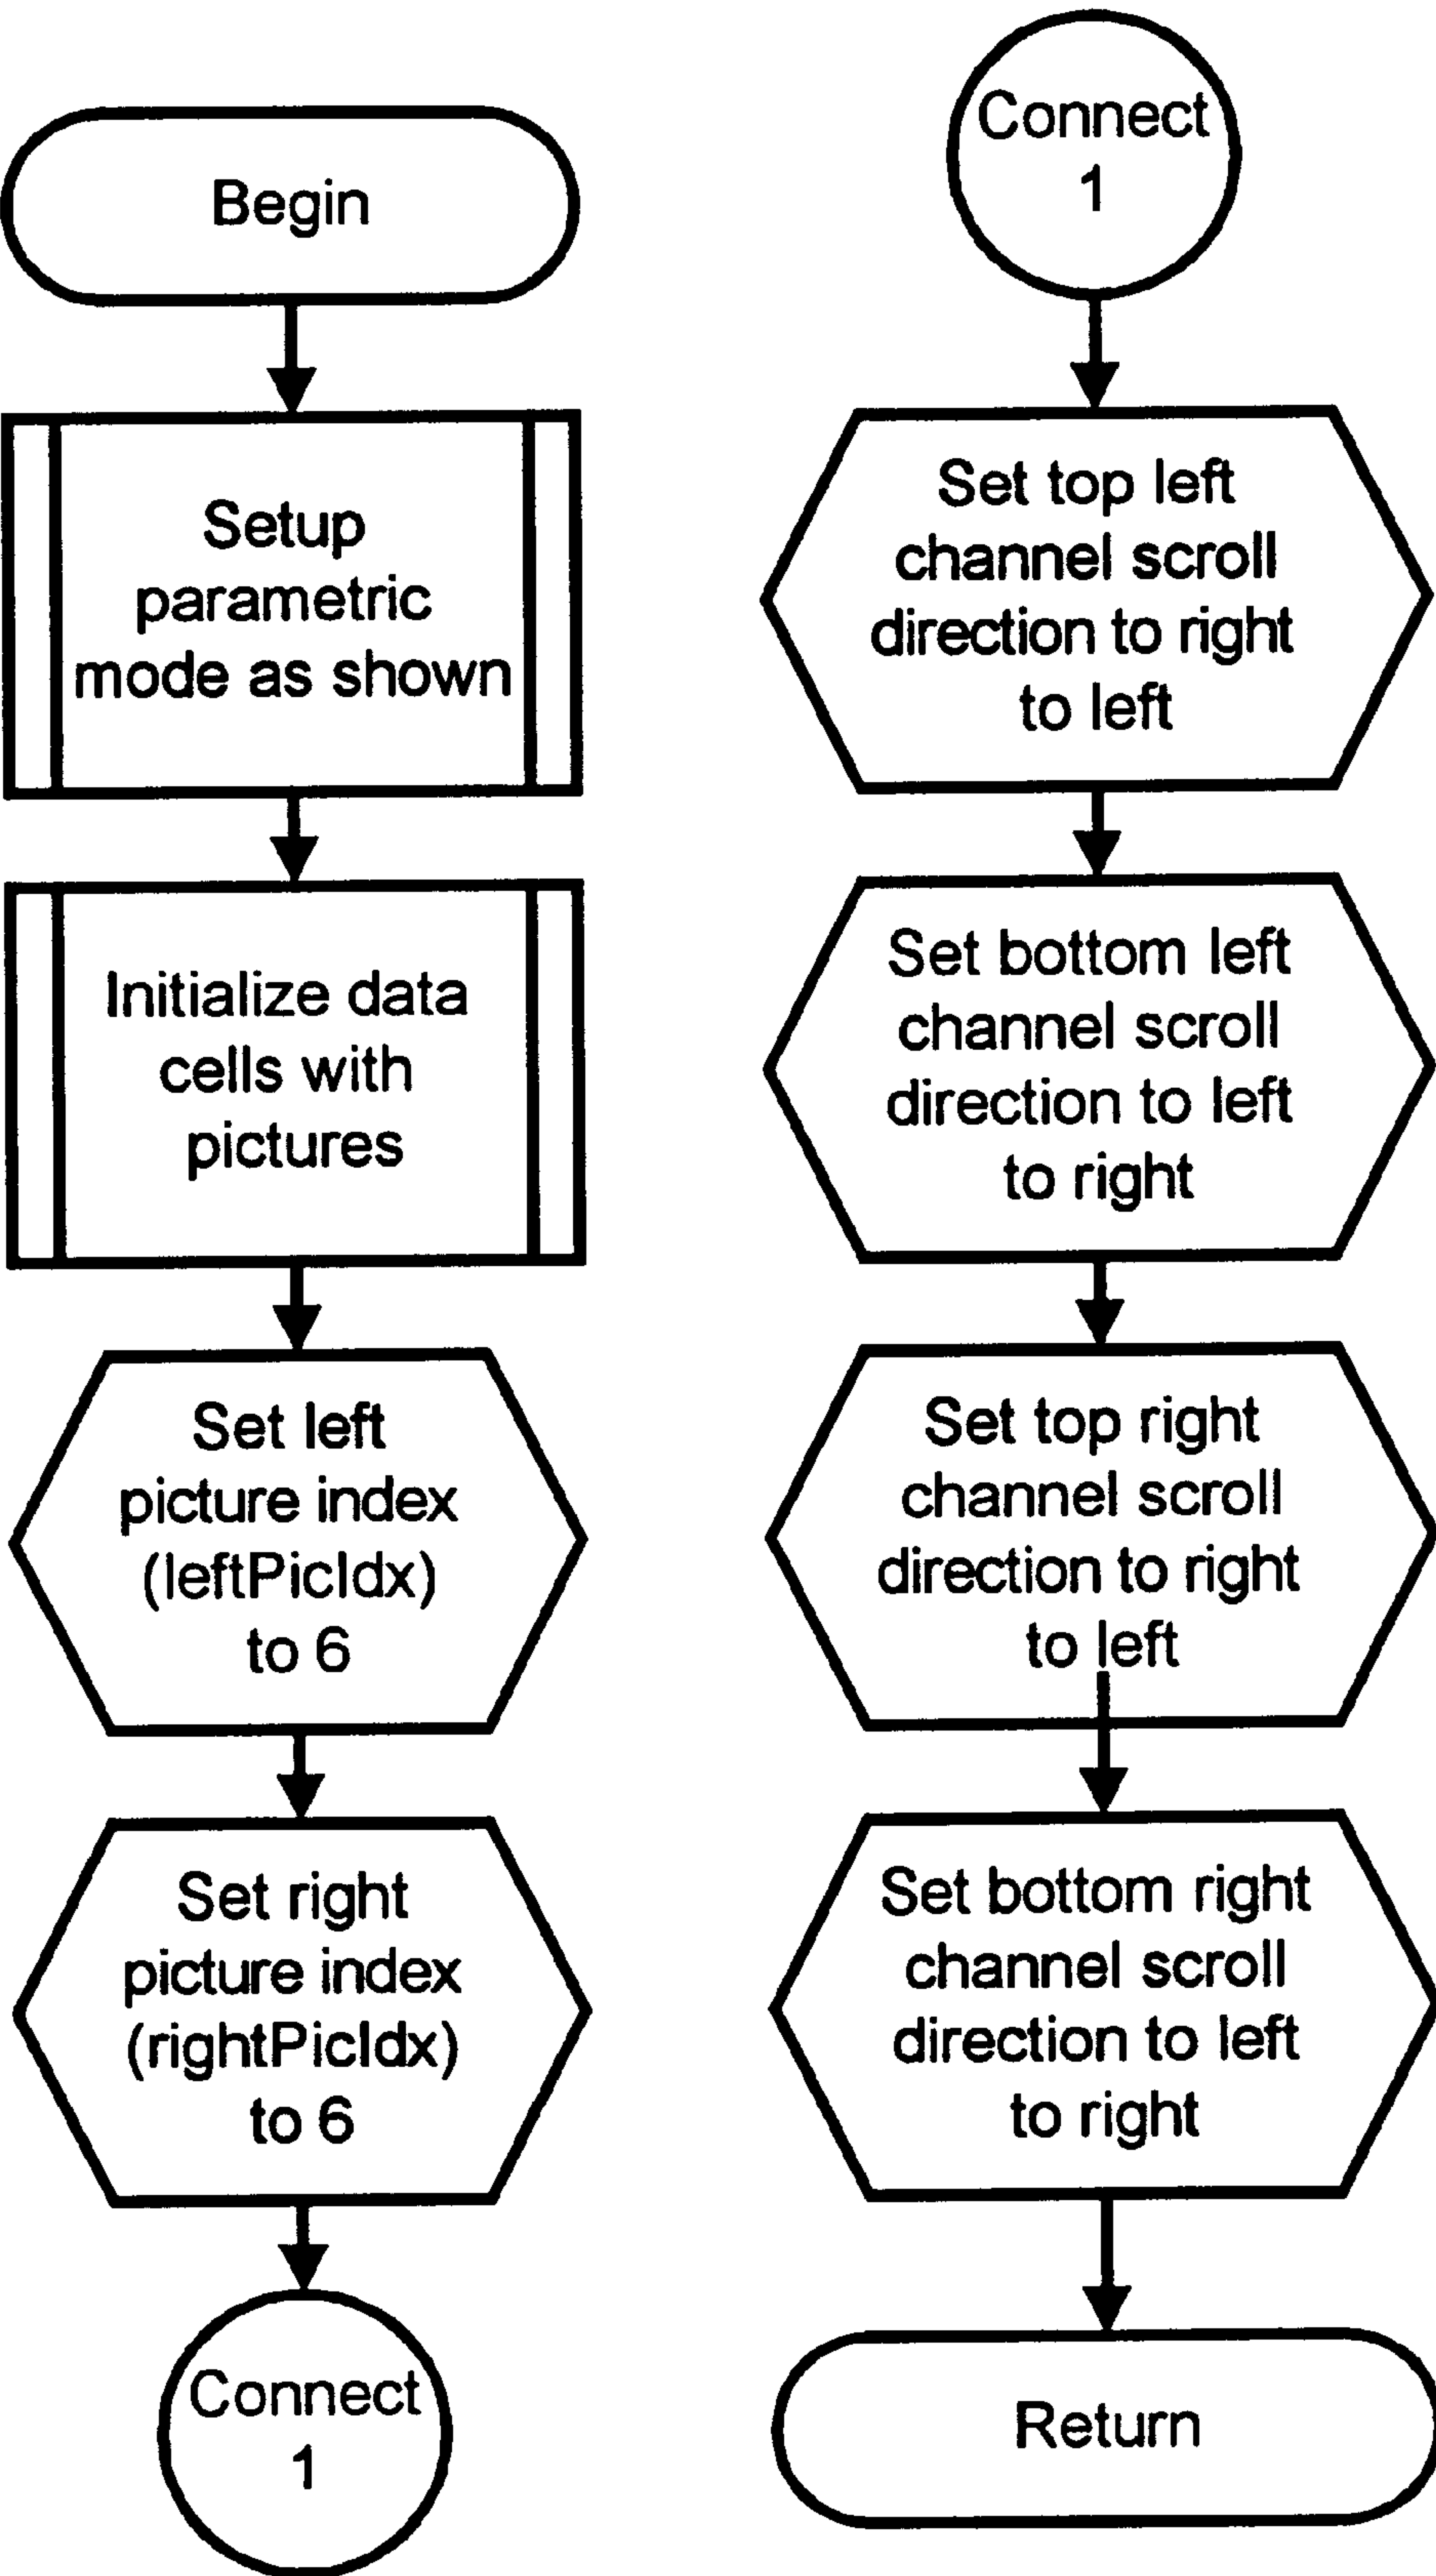 Begin
Setup
parametric
mode as shown
Initialize data
cells with
pictures
Set left
picture index
(leftPicIdx)
to 6
Set right
picture index
(rightPicIdx)
to 6
Connect
1
Connect
1
Set top left
channel scroll
direction to right
to left
Set bottom left
channel scroll
direction to left
to right
Set top right
channel scroll
direction to right
to left
Set bottom right
channel scroll
direction to left
to right
Return